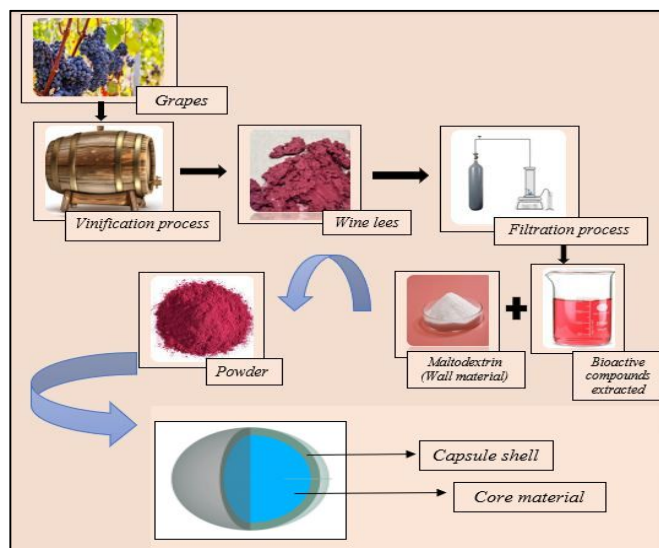 Grapes
Vinification process
Wine lees
Filtration process
Powder
Maltodextrin
(Wall material)
+
Bioactive
compounds
extracted
Capsule shell
Core material